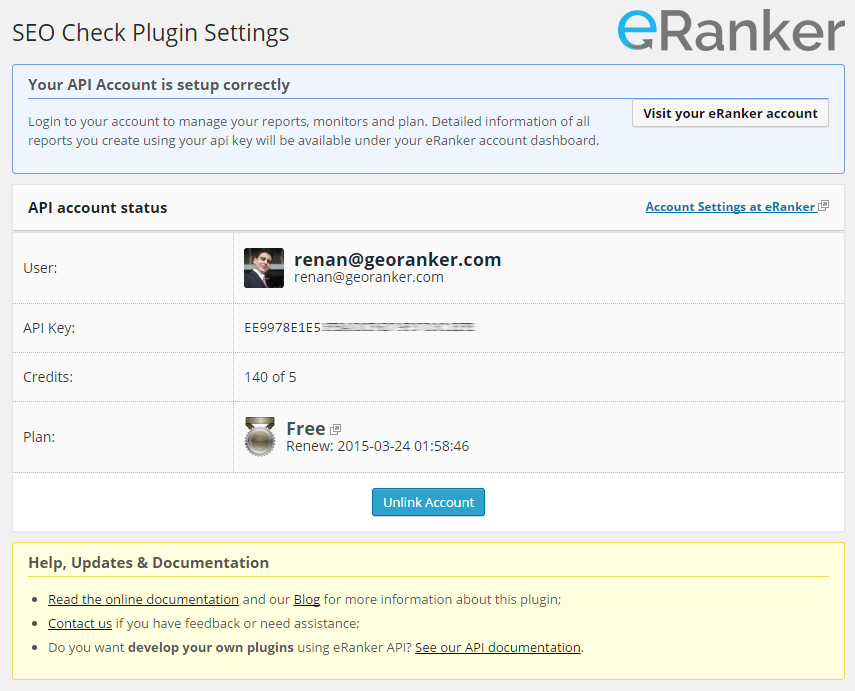 SEO Check Plugin Settings
eRanker
Your API Account is setup correctly
Login to your account to manage your reports, monitors and plan. Detailed information of all
reports you create using your api key will be available under your eRanker account dashboard.
Visit your eRanker account
API account status
Account Settings at eRanker
User:
renan@georanker.com
renan@georanker.com
API Key:
EE9978E1E5
Credits:
140 of 5
Plan:
Free
Renew: 2015-03-24 01:58:46
Unlink Account
Help, Updates & Documentation
Read the online documentation and our Blog for more information about this plugin;
Contact us if you have feedback or need assistance;
Do you want develop your own plugins using eRanker API? See our API documentation.